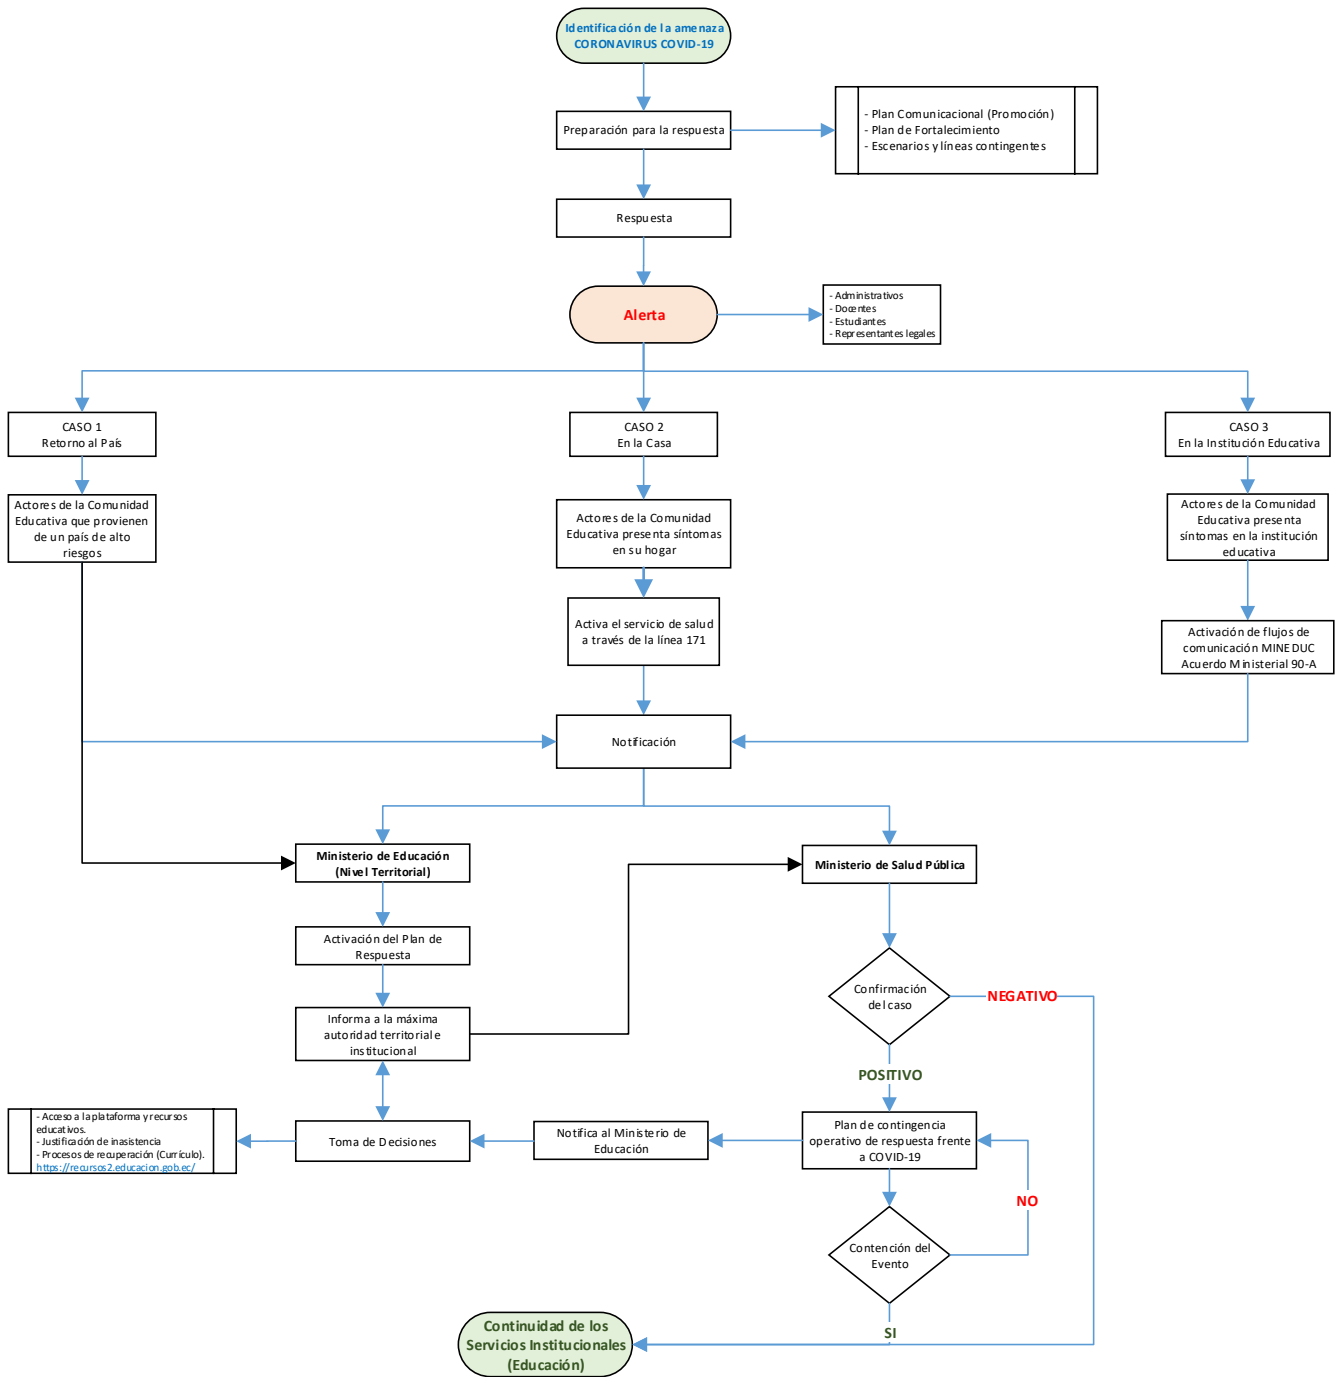 Identificación de la amenaza
CORONAVIRUS COVID-19
Preparación para la respuesta
- Plan Comunicacional (Promoción)
- Plan de Fortalecimiento
- Escenarios y líneas contingentes
Respuesta
Alerta
- Administrativos
- Docentes
- Estudiantes
- Representantes legales
CASO 1
Retorno al País
CASO 2
En la Casa
CASO 3
En la Institución Educativa
Actores de la Comunidad
Educativa que provienen
de un país de alto
riesgos
Actores de la Comunidad
Educativa presenta síntomas
en su hogar
Actores de la Comunidad
Educativa presenta
síntomas en la institución
educativa
Activa el servicio de salud
a través de la línea 171
Activación de flujos de
comunicación MINEDUC
Acuerdo Ministerial 90-A
Notificación
Ministerio de Educación
(Nivel Territorial)
Ministerio de Salud Pública
Activación del Plan de
Respuesta
Confirmación
del caso
NEGATIVO
Informa a la máxima
autoridad territorial e
institucional
POSITIVO
- Acceso a la plataforma y recursos
educativos.
- Justificación de inasistencia
- Procesos de recuperación (Currículo).
https://recursos2.educacion.gob.ec/
Toma de Decisiones
Notifica al Ministerio de
Educación
Plan de contingencia
operativo de respuesta frente
a COVID-19
NO
Contención del
Evento
SI
Continuidad de los
Servicios Institucionales
(Educación)